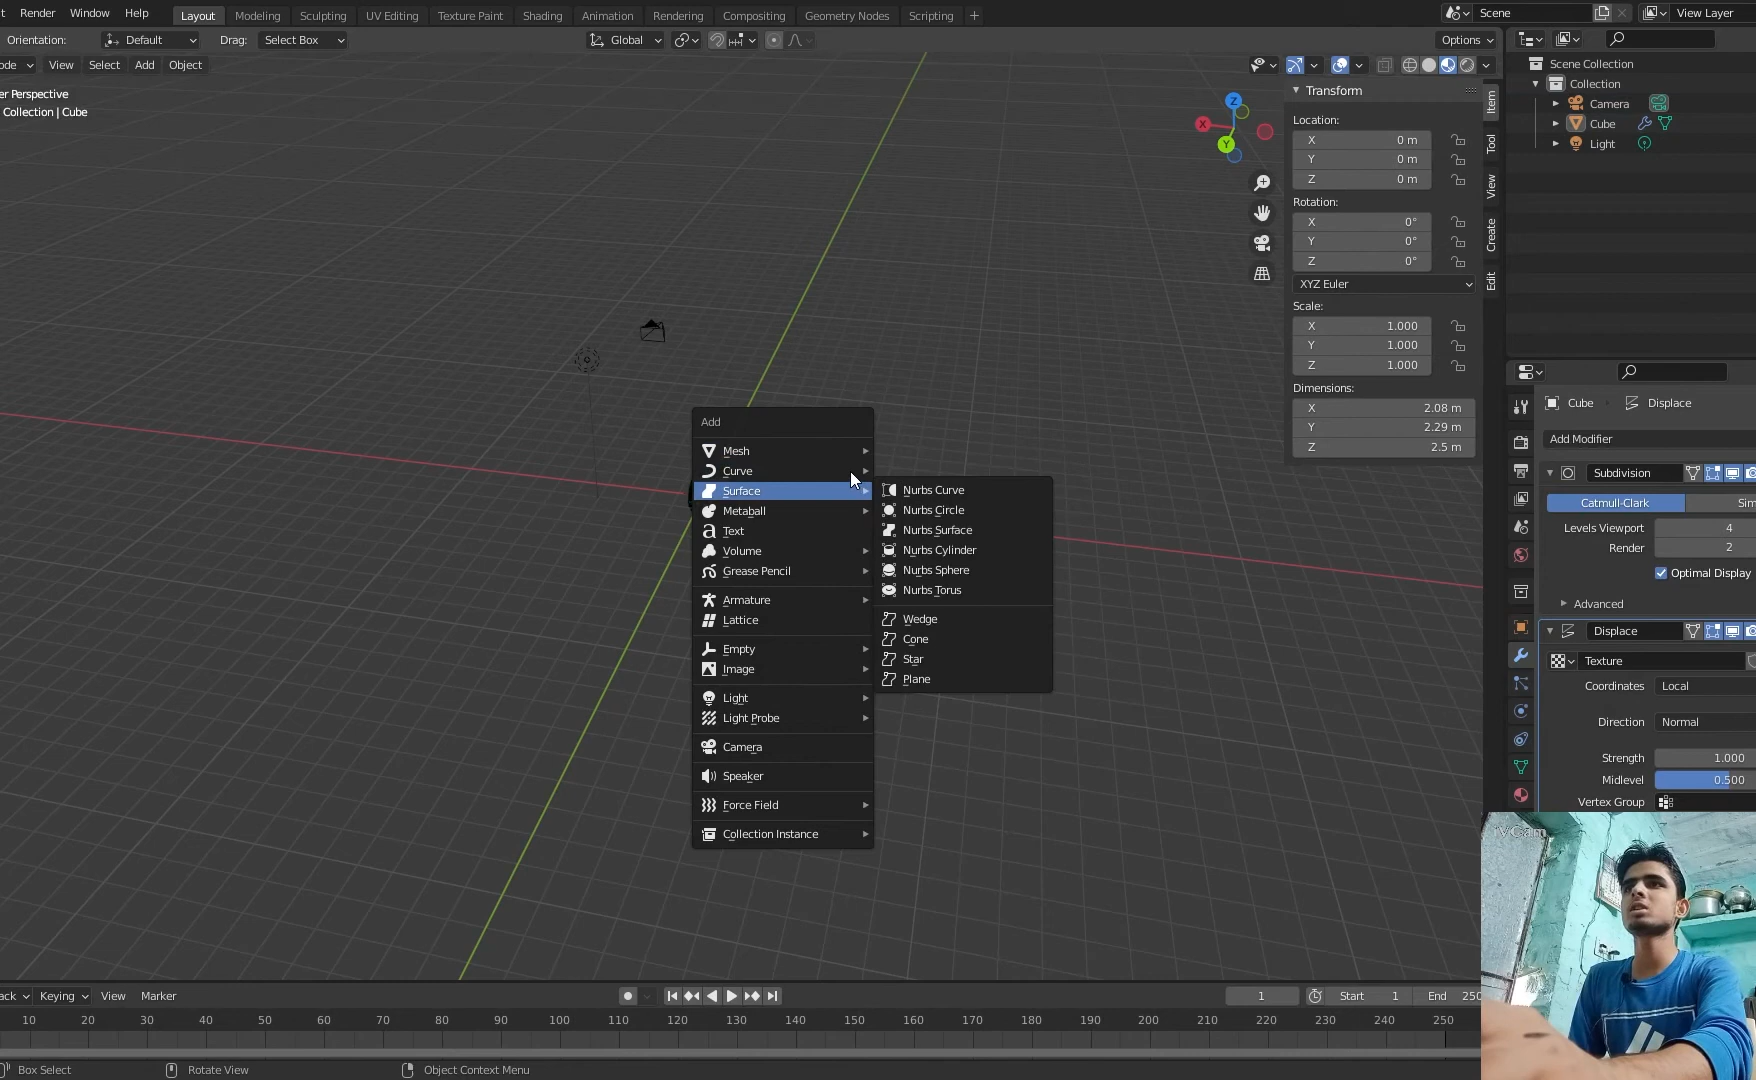 t Render Window Help
Layout Modeling Sculpting UV Editing Texture Paint Shading Animation Rendering Compositing Geometry Nodes Scripting +
Scene
View Layer
Orientation: Default Drag: Select Box
Global
Options
ode View Select Add Object
er Perspective
Collection | Cube
Z
X
Y
Transform
Location:
X 0 m
Y 0 m
Z 0 m
Rotation:
X 0°
Y 0°
Z 0°
XYZ Euler
Scale:
X 1.000
Y 1.000
Z 1.000
Dimensions:
X 2.08 m
Y 2.29 m
Z 2.5 m
Item
Tool
View
Create
Edit
Scene Collection
Collection
Camera
Cube
Light
Cube Displace
Add Modifier
Subdivision
Catmull-Clark Sim
Levels Viewport 4
Render 2
Optimal Display
Advanced
Displace
Texture
Coordinates Local
Direction Normal
Strength 1.000
Midlevel 0.500
Vertex Group
Add
Mesh
Curve
Surface
Metaball
Text
Volume
Grease Pencil
Armature
Lattice
Empty
Image
Light
Light Probe
Camera
Speaker
Force Field
Collection Instance
Nurbs Curve
Nurbs Circle
Nurbs Surface
Nurbs Cylinder
Nurbs Sphere
Nurbs Torus
Wedge
Cone
Star
Plane
iVCam
ack Keying View Marker
1 Start 1 End 250
10 20 30 40 50 60 70 80 90 100 110 120 130 140 150 160 170 180 190 200 210 220 230 240 250
Box Select Rotate View Object Context Menu